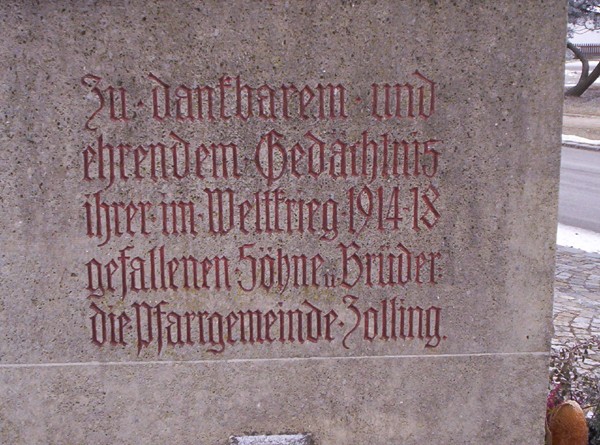 Zu · dankbarem · und
ehrendem · Gedächtnis
ihrer · im · Weltkrieg · 1914·18
gefallenen · Söhne u. Brüder
die Pfarrgemeinde · Zolling.